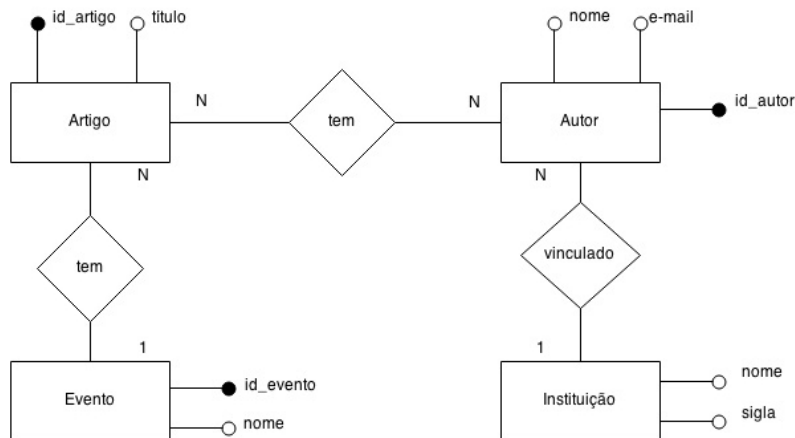 id_artigo
titulo
nome
e-mail
Artigo
N
tem
N
Autor
id_autor
N
N
tem
vinculado
1
1
Evento
id_evento
nome
Instituição
nome
sigla